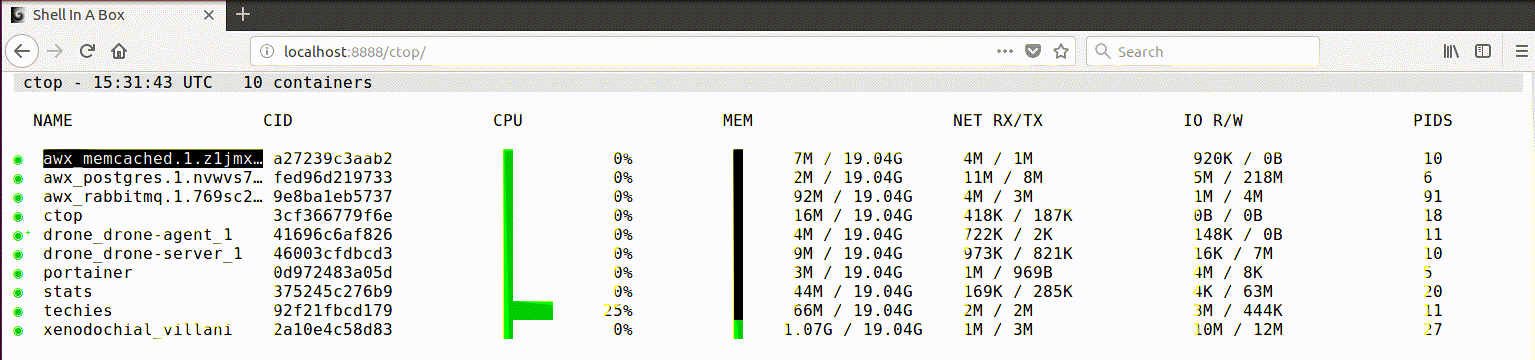 Shell In A Box
localhost:8888/ctop/
Search
ctop - 15:31:43 UTC 10 containers
NAME CID CPU MEM NET RX/TX IO R/W PIDS
awx_memcached.1.z1jmx… a27239c3aab2 0% 7M / 19.04G 4M / 1M 920K / 0B 10
awx_postgres.1.nvwvs7… fed96d219733 0% 2M / 19.04G 11M / 8M 5M / 218M 6
awx_rabbitmq.1.769sc2… 9e8ba1eb5737 0% 92M / 19.04G 4M / 3M 1M / 4M 91
ctop 3cf366779f6e 0% 16M / 19.04G 418K / 187K 0B / 0B 18
drone_drone-agent_1 41696c6af826 0% 4M / 19.04G 722K / 2K 148K / 0B 11
drone_drone-server_1 46003cfdbcd3 0% 9M / 19.04G 973K / 821K 16K / 7M 10
portainer 0d972483a05d 0% 3M / 19.04G 1M / 969B 4M / 8K 5
stats 375245c276b9 0% 44M / 19.04G 169K / 285K 4K / 63M 20
techies 92f21fbcd179 25% 66M / 19.04G 2M / 2M 3M / 444K 11
xenodochial_villani 2a10e4c58d83 0% 1.07G / 19.04G 1M / 3M 10M / 12M 27